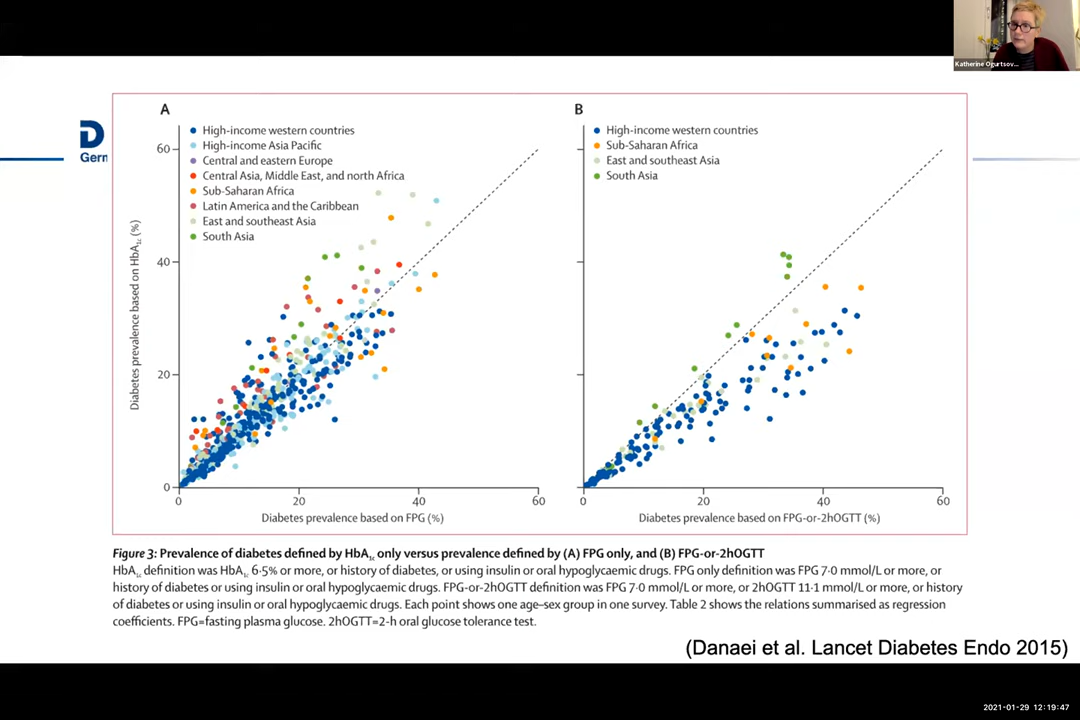 Katherine Ogurtsov...
D
Gern
A
High-income western countries
High-income Asia Pacific
Central and eastern Europe
Central Asia, Middle East, and north Africa
Sub-Saharan Africa
Latin America and the Caribbean
East and southeast Asia
South Asia
Diabetes prevalence based on HbA1c (%)
60
40
20
0
0 20 40 60
Diabetes prevalence based on FPG (%)
B
High-income western countries
Sub-Saharan Africa
East and southeast Asia
South Asia
0 20 40 60
Diabetes prevalence based on FPG-or-2hOGTT (%)
Figure 3: Prevalence of diabetes defined by HbA1c only versus prevalence defined by (A) FPG only, and (B) FPG-or-2hOGTT
HbA1c definition was HbA1c 6·5% or more, or history of diabetes, or using insulin or oral hypoglycaemic drugs. FPG only definition was FPG 7·0 mmol/L or more, or
history of diabetes or using insulin or oral hypoglycaemic drugs. FPG-or-2hOGTT definition was FPG 7·0 mmol/L or more, or 2hOGTT 11·1 mmol/L or more, or history
of diabetes or using insulin or oral hypoglycaemic drugs. Each point shows one age–sex group in one survey. Table 2 shows the relations summarised as regression
coefficients. FPG=fasting plasma glucose. 2hOGTT=2-h oral glucose tolerance test.
(Danaei et al. Lancet Diabetes Endo 2015)
2021-01-29 12:19:47